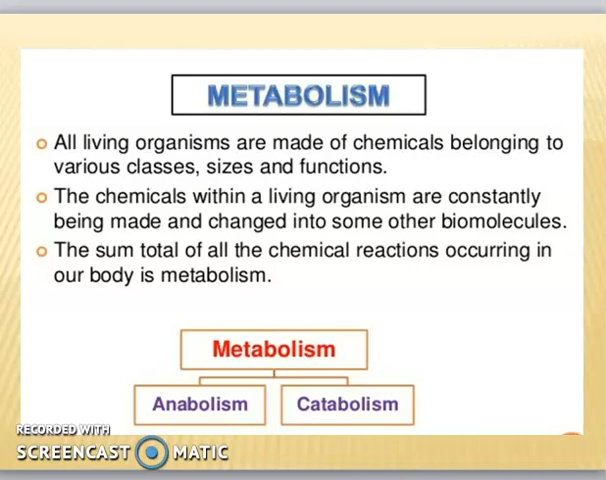 METABOLISM
All living organisms are made of chemicals belonging to
various classes, sizes and functions.
The chemicals within a living organism are constantly
being made and changed into some other biomolecules.
The sum total of all the chemical reactions occurring in
our body is metabolism.
Metabolism
Anabolism Catabolism
RECORDED WITH
SCREENCAST MATIC